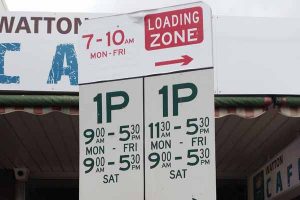 WATTON
CAF
7-10AM
MON - FRI
LOADING
ZONE
1P
9 00 AM - 5 30 PM
MON - FRI
9 00 AM - 5 30 PM
SAT
1P
11 30 AM - 5 30 PM
MON - FRI
9 00 AM - 5 30 PM
SAT
WATTON
CAF